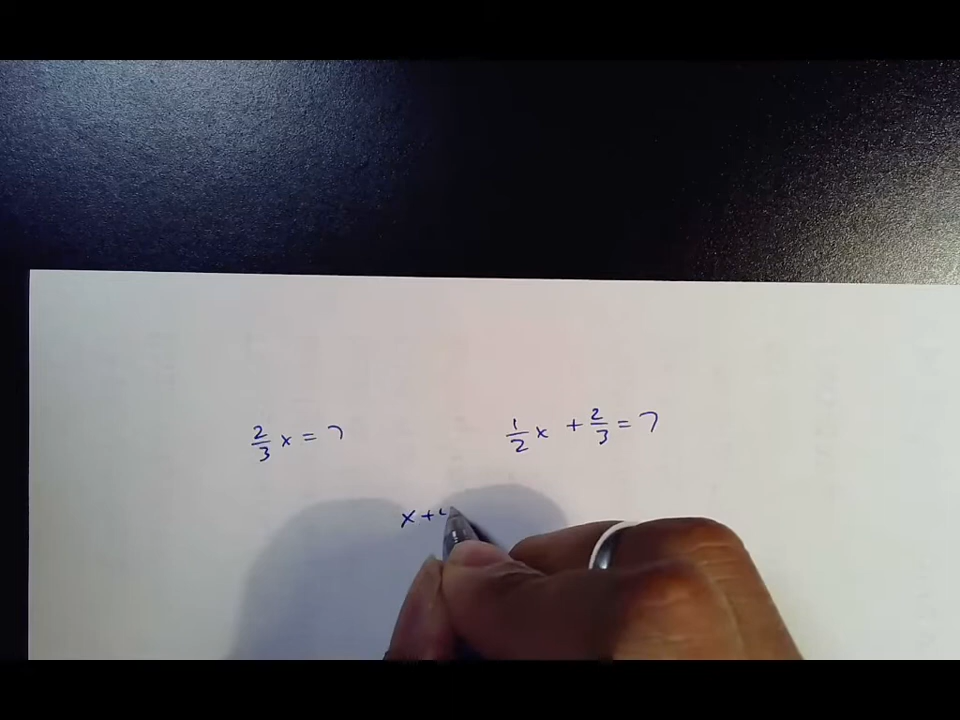 2/3 x = 7
1/2 x + 2/3 = 7
x +